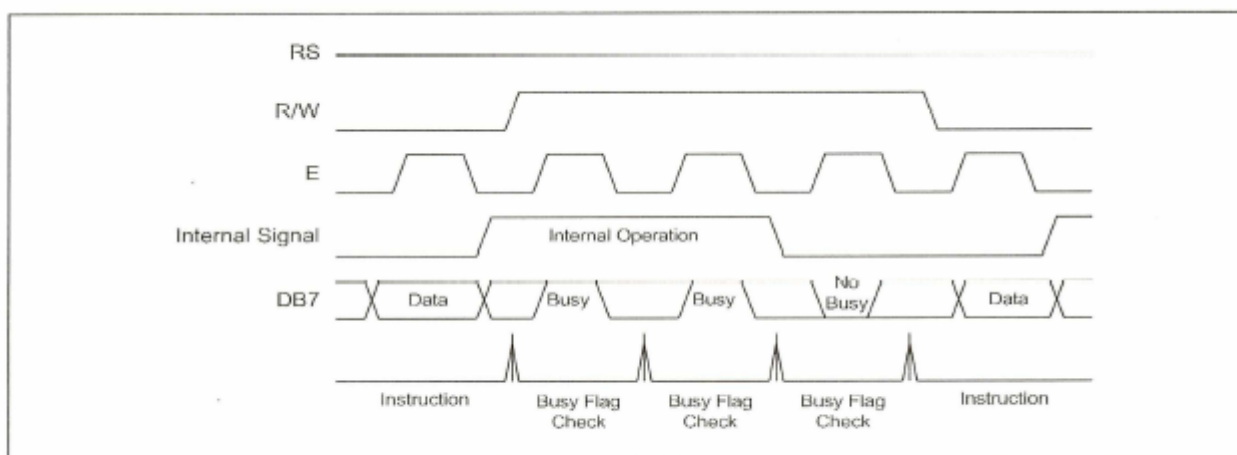 RS
R/W
E
Internal Signal
Internal Operation
DB7
Data
Busy
Busy
No
Busy
Data
Instruction
Busy Flag
Check
Busy Flag
Check
Busy Flag
Check
Instruction